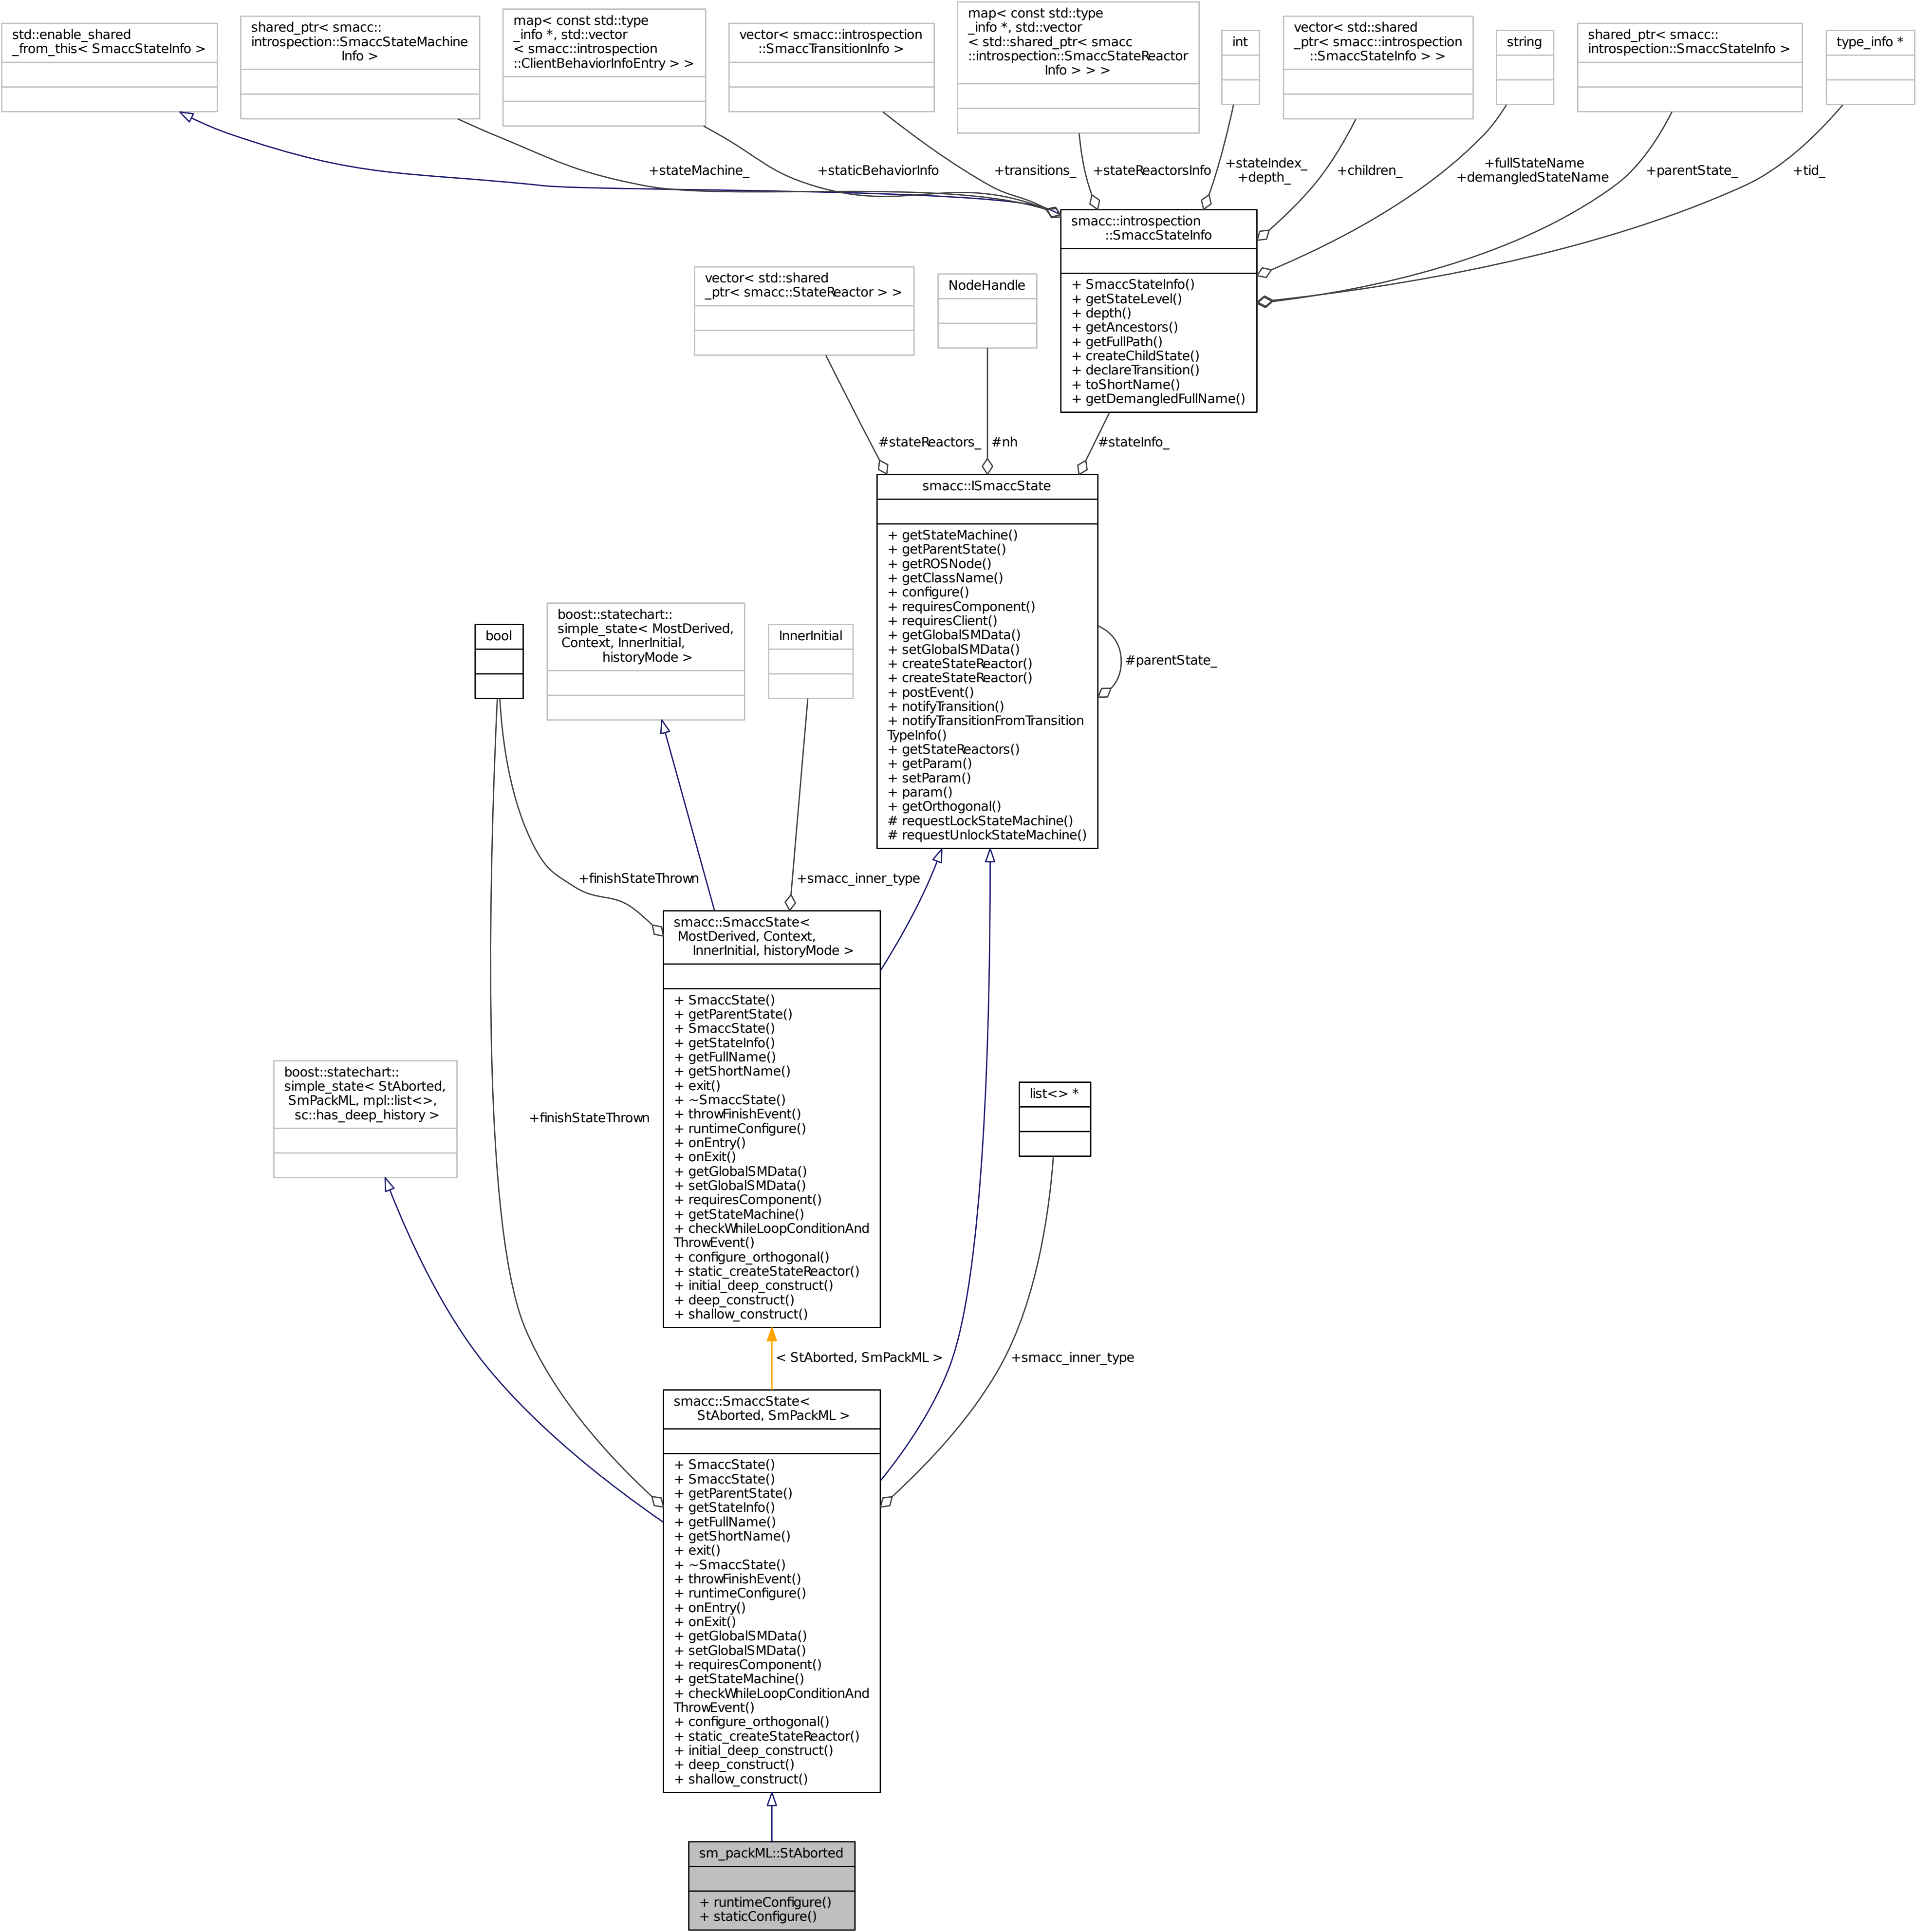 std::enable_shared
_from_this< SmaccStateInfo >
shared_ptr< smacc::
introspection::SmaccStateMachine
Info >
map< const std::type
_info *, std::vector
< smacc::introspection
::ClientBehaviorInfoEntry > >
vector< smacc::introspection
::SmaccTransitionInfo >
map< const std::type
_info *, std::vector
< std::shared_ptr< smacc
::introspection::SmaccStateReactor
Info > > >
int
vector< std::shared
_ptr< smacc::introspection
::SmaccStateInfo > >
string
shared_ptr< smacc::
introspection::SmaccStateInfo >
type_info *
+stateMachine_
+staticBehaviorInfo
+transitions_
+stateReactorsInfo
+stateIndex_
+depth_
+children_
+fullStateName
+demangledStateName
+parentState_
+tid_
smacc::introspection
::SmaccStateInfo
+ SmaccStateInfo()
+ getStateLevel()
+ depth()
+ getAncestors()
+ getFullPath()
+ createChildState()
+ declareTransition()
+ toShortName()
+ getDemangledFullName()
vector< std::shared
_ptr< smacc::StateReactor > >
NodeHandle
#stateReactors_
#nh
#stateInfo_
smacc::ISmaccState
+ getStateMachine()
+ getParentState()
+ getROSNode()
+ getClassName()
+ configure()
+ requiresComponent()
+ requiresClient()
+ getGlobalSMData()
+ setGlobalSMData()
+ createStateReactor()
+ createStateReactor()
+ postEvent()
+ notifyTransition()
+ notifyTransitionFromTransition
TypeInfo()
+ getStateReactors()
+ getParam()
+ setParam()
+ param()
+ getOrthogonal()
# requestLockStateMachine()
# requestUnlockStateMachine()
#parentState_
bool
boost::statechart::
simple_state< MostDerived,
Context, InnerInitial,
historyMode >
InnerInitial
+finishStateThrown
+smacc_inner_type
smacc::SmaccState<
MostDerived, Context,
InnerInitial, historyMode >
+ SmaccState()
+ getParentState()
+ SmaccState()
+ getStateInfo()
+ getFullName()
+ getShortName()
+ exit()
+ ~SmaccState()
+ throwFinishEvent()
+ runtimeConfigure()
+ onEntry()
+ onExit()
+ getGlobalSMData()
+ setGlobalSMData()
+ requiresComponent()
+ getStateMachine()
+ checkWhileLoopConditionAnd
ThrowEvent()
+ configure_orthogonal()
+ static_createStateReactor()
+ initial_deep_construct()
+ deep_construct()
+ shallow_construct()
boost::statechart::
simple_state< StAborted,
SmPackML, mpl::list<>,
sc::has_deep_history >
+finishStateThrown
list<> *
< StAborted, SmPackML >
+smacc_inner_type
smacc::SmaccState<
StAborted, SmPackML >
+ SmaccState()
+ SmaccState()
+ getParentState()
+ getStateInfo()
+ getFullName()
+ getShortName()
+ exit()
+ ~SmaccState()
+ throwFinishEvent()
+ runtimeConfigure()
+ onEntry()
+ onExit()
+ getGlobalSMData()
+ setGlobalSMData()
+ requiresComponent()
+ getStateMachine()
+ checkWhileLoopConditionAnd
ThrowEvent()
+ configure_orthogonal()
+ static_createStateReactor()
+ initial_deep_construct()
+ deep_construct()
+ shallow_construct()
sm_packML::StAborted
+ runtimeConfigure()
+ staticConfigure()